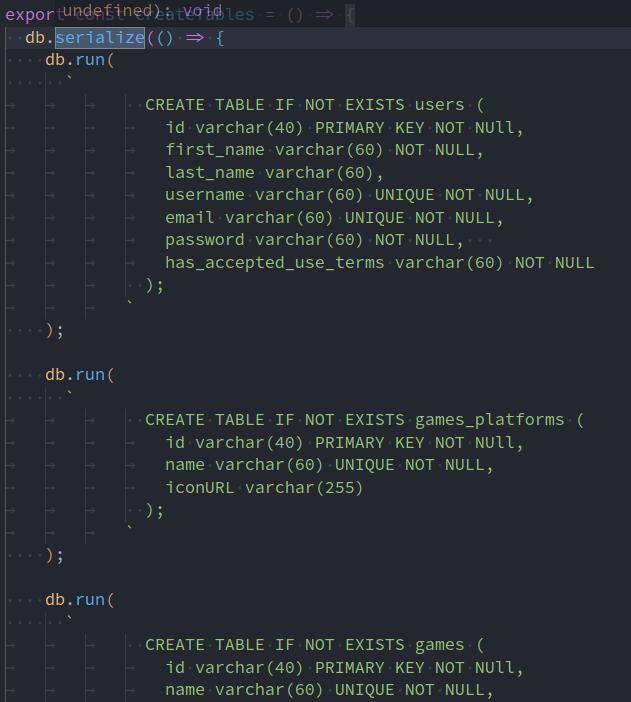 undefined): void
export const createTables = () => {
db.serialize(() => {
db.run(
`
CREATE TABLE IF NOT EXISTS users (
id varchar(40) PRIMARY KEY NOT NUll,
first_name varchar(60) NOT NULL,
last_name varchar(60),
username varchar(60) UNIQUE NOT NULL,
email varchar(60) UNIQUE NOT NULL,
password varchar(60) NOT NULL,
has_accepted_use_terms varchar(60) NOT NULL
);
`
);
db.run(
`
CREATE TABLE IF NOT EXISTS games_platforms (
id varchar(40) PRIMARY KEY NOT NUll,
name varchar(60) UNIQUE NOT NULL,
iconURL varchar(255)
);
`
);
db.run(
`
CREATE TABLE IF NOT EXISTS games (
id varchar(40) PRIMARY KEY NOT NUll,
name varchar(60) UNIQUE NOT NULL,